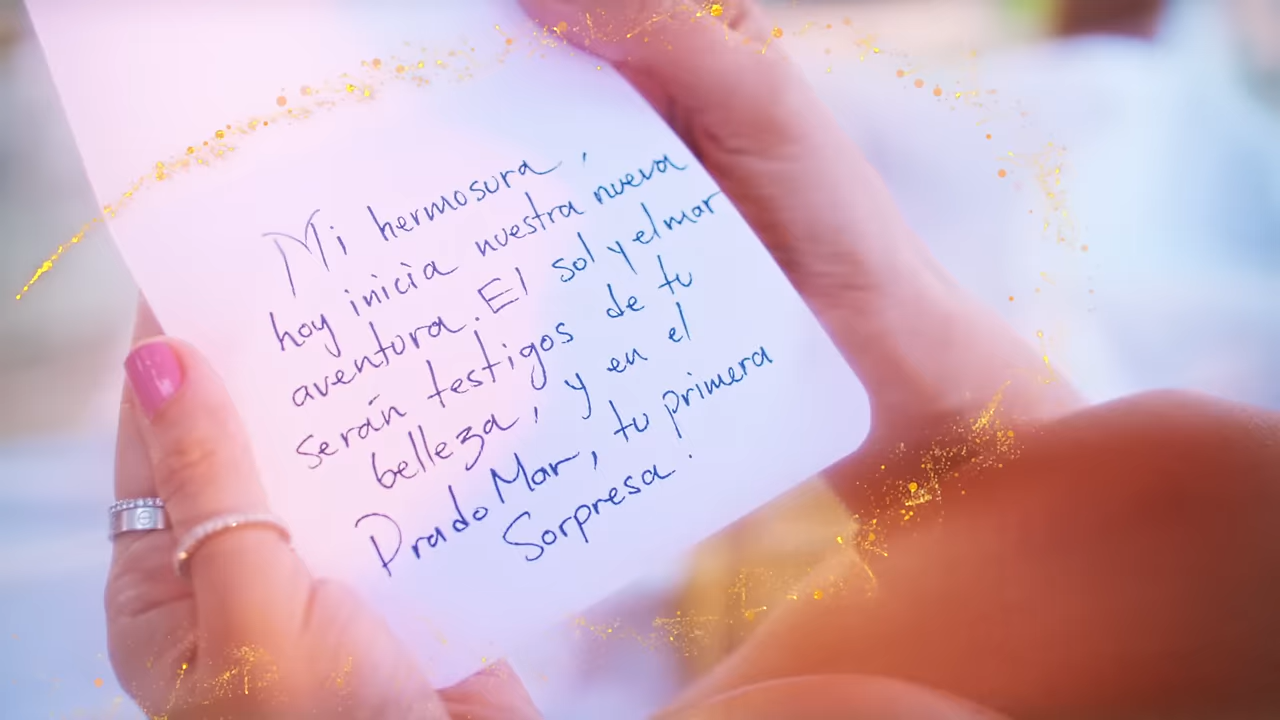 Mi hermosura,
hoy inicia nuestra nueva
aventura. El sol y el mar
serán testigos de tu
belleza, y en el
Prado Mar, tu primera
Sorpresa.